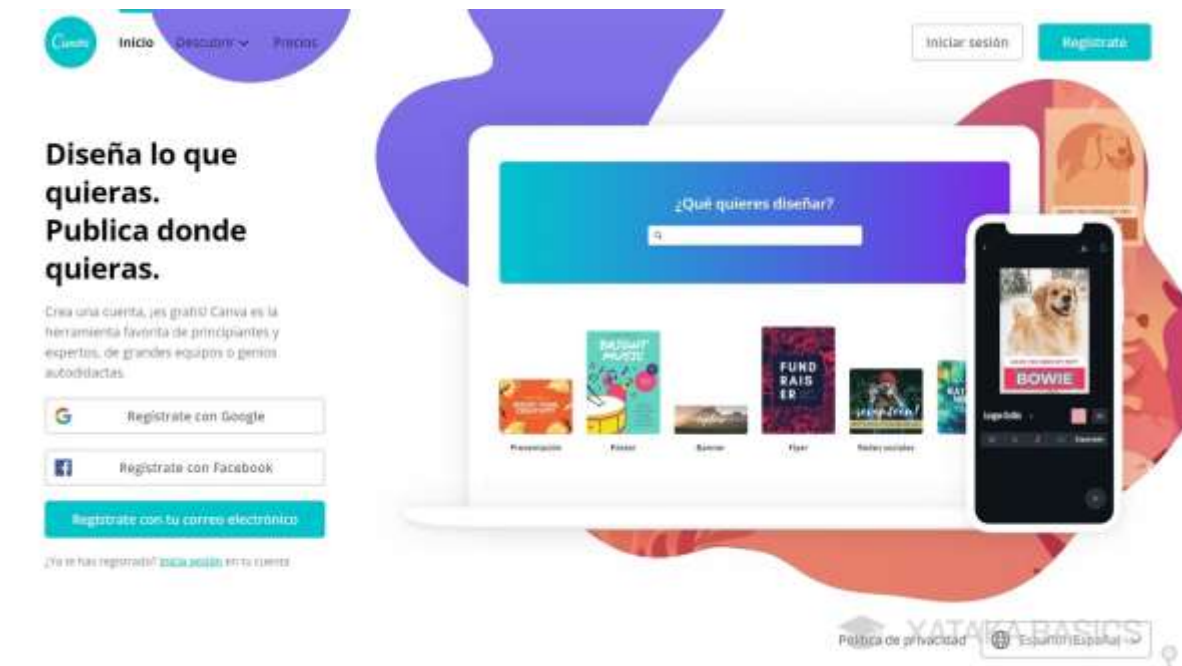 Canva
Inicio
Descubrir
Precios
Iniciar sesión
Regístrate
Diseña lo que
quieras.
Publica donde
quieras.
Crea una cuenta, ¡es gratis! Canva es la
herramienta favorita de principiantes y
expertos, de grandes equipos o genios
autodidactas.
Regístrate con Google
Regístrate con Facebook
Regístrate con tu correo electrónico
¿Ya te has registrado? Inicia sesión en tu cuenta
¿Qué quieres diseñar?
BRIGHT
MUSIC
FUND
RAIS
ER
Presentación
Póster
Banner
Flyer
Redes sociales
BOWIE
Política de privacidad
Español (España)
XATAKA BASICS